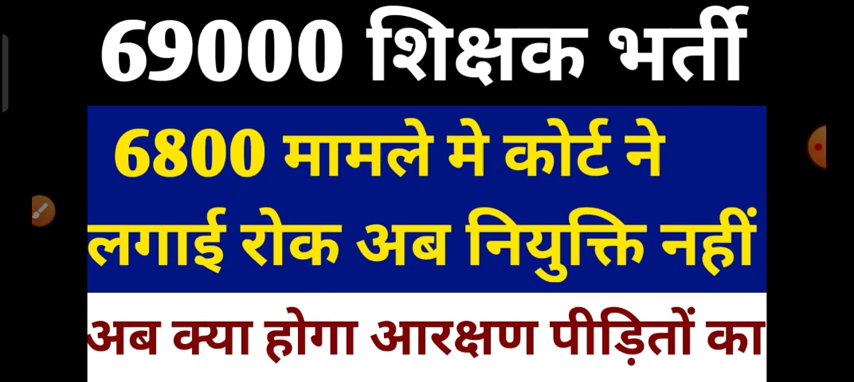 69000 शिक्षक भर्ती
6800 मामले मे कोर्ट ने
लगाई रोक अब नियुक्ति नहीं
अब क्या होगा आरक्षण पीड़ितों का